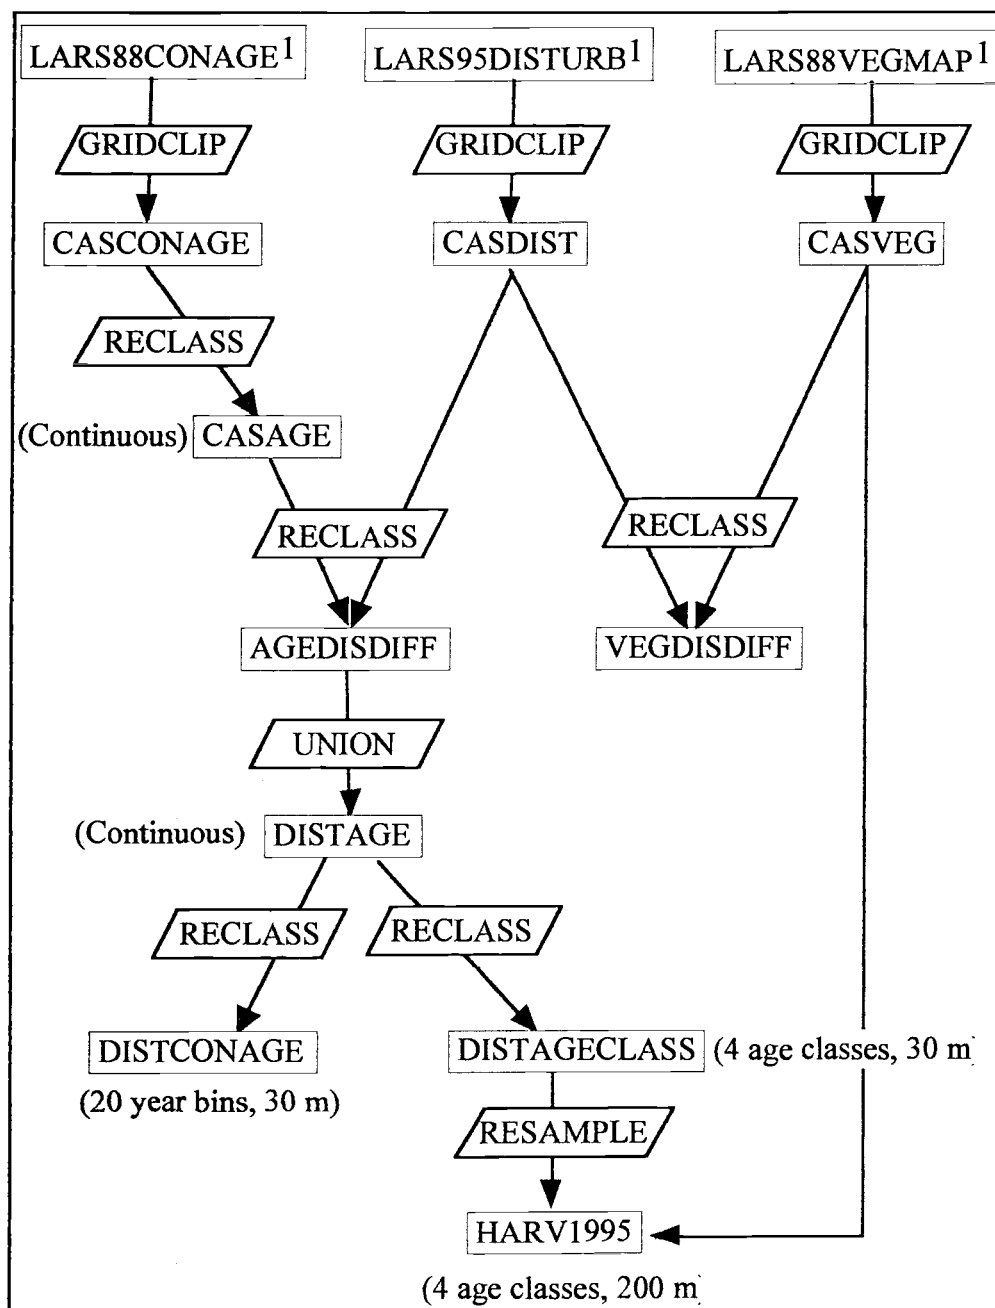 LARS88CONAGE1
LARS95DISTURB1
LARS88VEGMAP1
GRIDCLIP
GRIDCLIP
GRIDCLIP
CASCONAGE
CASDIST
CASVEG
RECLASS
(Continuous)
CASAGE
RECLASS
RECLASS
AGEDISDIFF
VEGDISDIFF
UNION
(Continuous)
DISTAGE
RECLASS
RECLASS
DISTCONAGE
DISTAGECLASS
(4 age classes, 30 m)
(20 year bins, 30 m)
RESAMPLE
HARV1995
(4 age classes, 200 m)